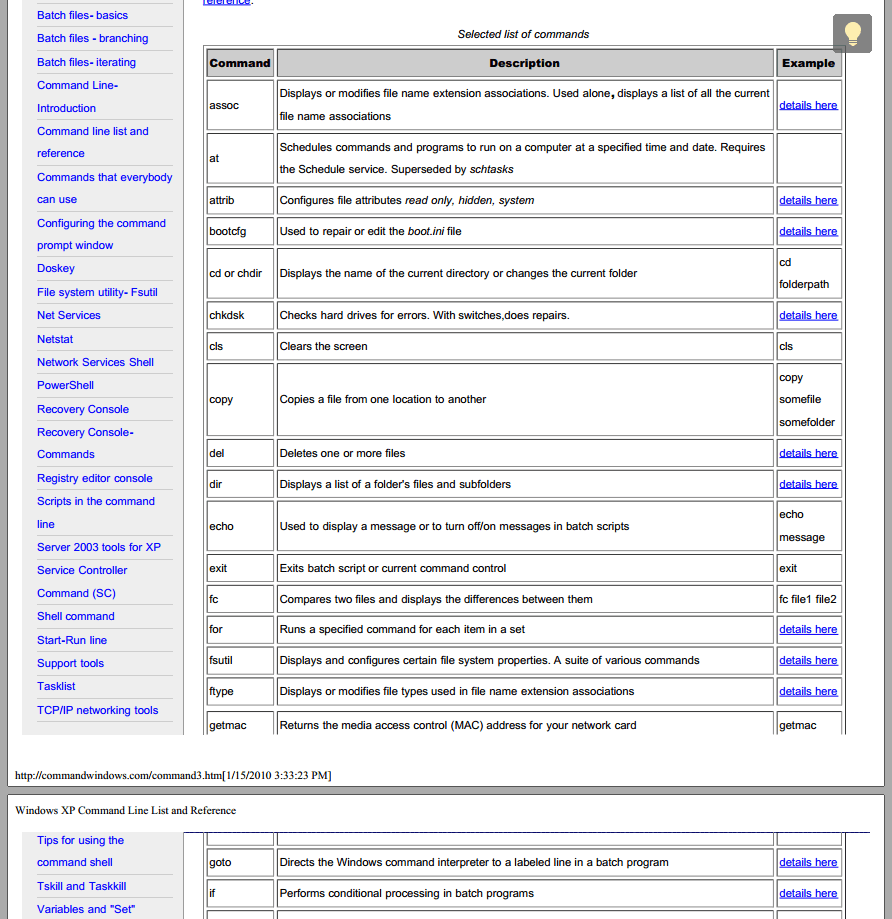 reference.
Batch files- basics
Batch files - branching
Batch files- iterating
Command Line-
Introduction
Command line list and
reference
Commands that everybody
can use
Configuring the command
prompt window
Doskey
File system utility- Fsutil
Net Services
Netstat
Network Services Shell
PowerShell
Recovery Console
Recovery Console-
Commands
Registry editor console
Scripts in the command
line
Server 2003 tools for XP
Service Controller
Command (SC)
Shell command
Start-Run line
Support tools
Tasklist
TCP/IP networking tools
Selected list of commands
Command Description Example
assoc Displays or modifies file name extension associations. Used alone, displays a list of all the current
file name associations details here
at Schedules commands and programs to run on a computer at a specified time and date. Requires
the Schedule service. Superseded by schtasks
attrib Configures file attributes read only, hidden, system details here
bootcfg Used to repair or edit the boot.ini file details here
cd or chdir Displays the name of the current directory or changes the current folder cd
folderpath
chkdsk Checks hard drives for errors. With switches,does repairs. details here
cls Clears the screen cls
copy Copies a file from one location to another copy
somefile
somefolder
del Deletes one or more files details here
dir Displays a list of a folder's files and subfolders details here
echo Used to display a message or to turn off/on messages in batch scripts echo
message
exit Exits batch script or current command control exit
fc Compares two files and displays the differences between them fc file1 file2
for Runs a specified command for each item in a set details here
fsutil Displays and configures certain file system properties. A suite of various commands details here
ftype Displays or modifies file types used in file name extension associations details here
getmac Returns the media access control (MAC) address for your network card getmac
http://commandwindows.com/command3.htm[1/15/2010 3:33:23 PM]
Windows XP Command Line List and Reference
Tips for using the
command shell
Tskill and Taskkill
Variables and "Set"
goto Directs the Windows command interpreter to a labeled line in a batch program details here
if Performs conditional processing in batch programs details here